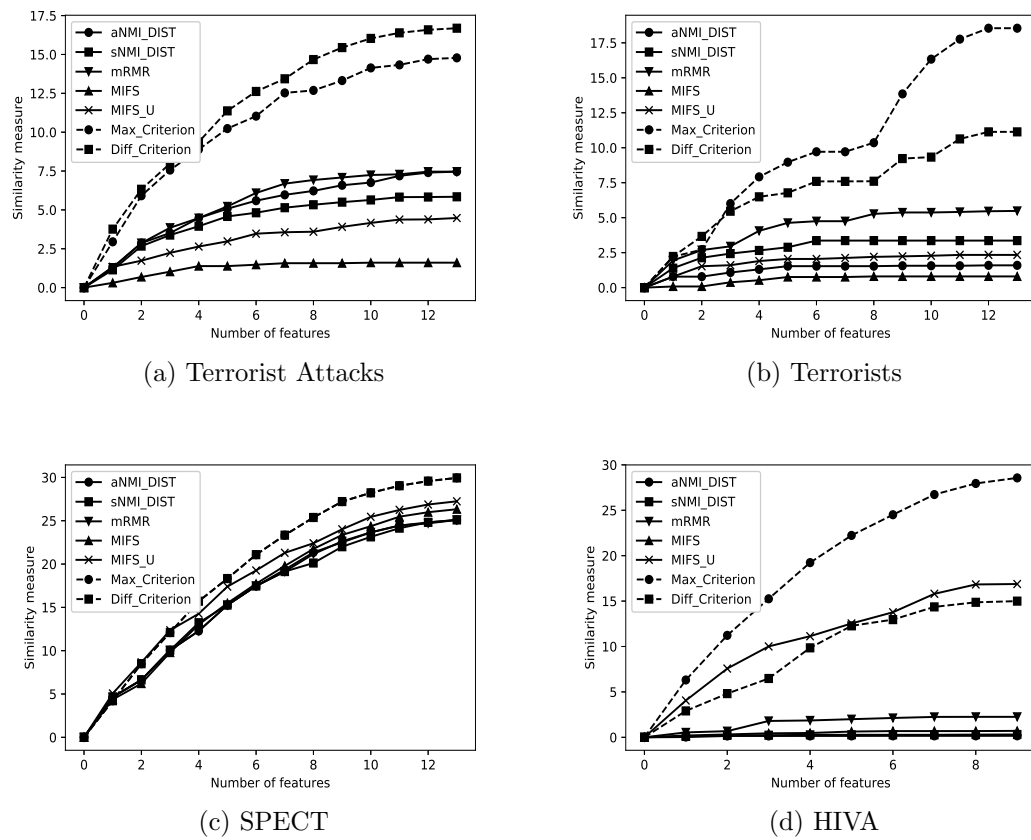 17.5
15.0
12.5
10.0
7.5
5.0
2.5
0.0
Similarity measure
aNMI_DIST
sNMI_DIST
mRMR
MIFS
MIFS_U
Max_Criterion
Diff_Criterion
0 2 4 6 8 10 12
Number of features
(a) Terrorist Attacks
17.5
15.0
12.5
10.0
7.5
5.0
2.5
0.0
Similarity measure
aNMI_DIST
sNMI_DIST
mRMR
MIFS
MIFS_U
Max_Criterion
Diff_Criterion
0 2 4 6 8 10 12
Number of features
(b) Terrorists
30
25
20
15
10
5
0
Similarity measure
aNMI_DIST
sNMI_DIST
mRMR
MIFS
MIFS_U
Max_Criterion
Diff_Criterion
0 2 4 6 8 10 12
Number of features
(c) SPECT
30
25
20
15
10
5
0
Similarity measure
aNMI_DIST
sNMI_DIST
mRMR
MIFS
MIFS_U
Max_Criterion
Diff_Criterion
0 2 4 6 8
Number of features
(d) HIVA